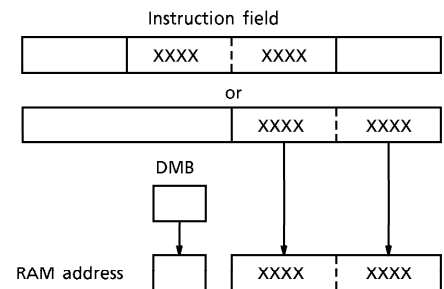 Instruction field
XXXX XXXX
or
XXXX XXXX
DMB
RAM address XXXX XXXX